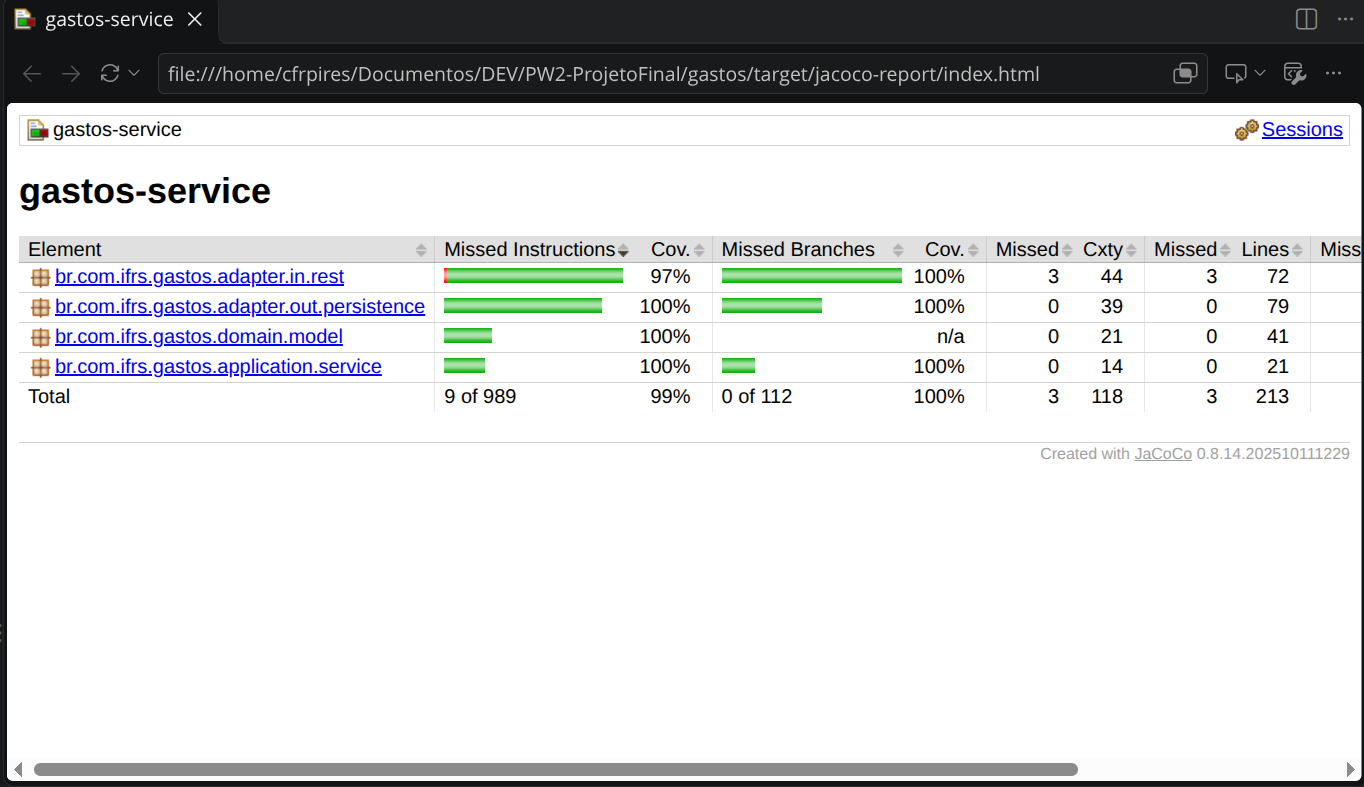 gastos-service
file:///home/cfrpires/Documentos/DEV/PW2-ProjetoFinal/gastos/target/jacoco-report/index.html
gastos-service Sessions
gastos-service
Element Missed Instructions Cov. Missed Branches Cov. Missed Cxty Missed Lines Miss
br.com.ifrs.gastos.adapter.in.rest 97% 100% 3 44 3 72
br.com.ifrs.gastos.adapter.out.persistence 100% 100% 0 39 0 79
br.com.ifrs.gastos.domain.model 100% n/a 0 21 0 41
br.com.ifrs.gastos.application.service 100% 100% 0 14 0 21
Total 9 of 989 99% 0 of 112 100% 3 118 3 213
Created with JaCoCo 0.8.14.202510111229